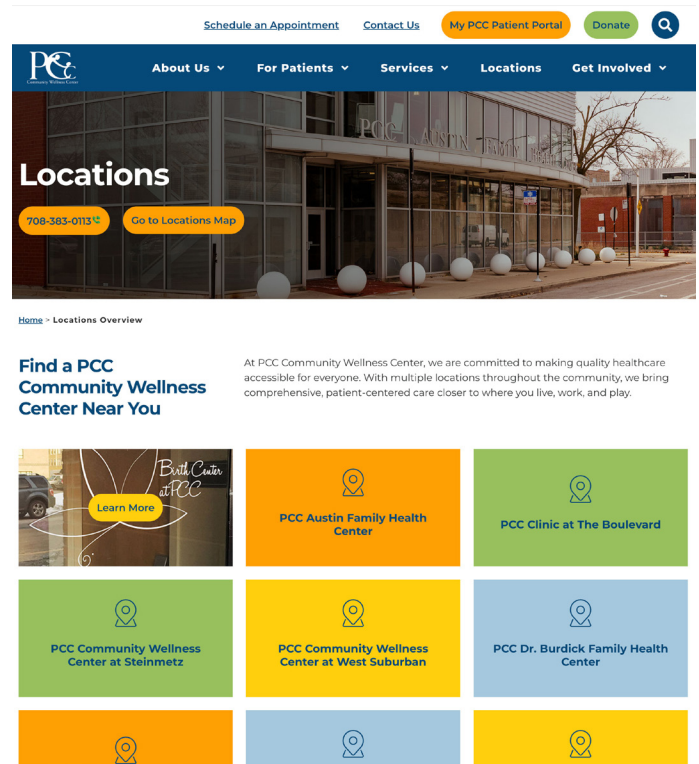 Schedule an Appointment
Contact Us
My PCC Patient Portal
Donate
PCC
Community Wellness Center
About Us
For Patients
Services
Locations
Get Involved
PCC AUSTIN FAMILY HEALTH
Locations
708-383-0113
Go to Locations Map
Home > Locations Overview
Find a PCC
Community Wellness
Center Near You
At PCC Community Wellness Center, we are committed to making quality healthcare
accessible for everyone. With multiple locations throughout the community, we bring
comprehensive, patient-centered care closer to where you live, work, and play.
Birth Center
at PCC
Learn More
PCC Austin Family Health
Center
PCC Clinic at The Boulevard
PCC Community Wellness
Center at Steinmetz
PCC Community Wellness
Center at West Suburban
PCC Dr. Burdick Family Health
Center